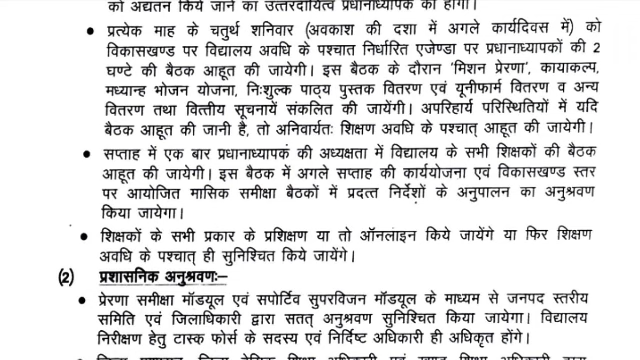 को अद्यतन किये जाने का उत्तरदायित्व प्रधानाध्यापक का होगा।
• प्रत्येक माह के चतुर्थ शनिवार (अवकाश की दशा में अगले कार्यदिवस में) को
विकासखण्ड पर विद्यालय अवधि के पश्चात निर्धारित एजेण्डा पर प्रधानाध्यापकों की 2
घण्टे की बैठक आहूत की जायेगी। इस बैठक के दौरान 'मिशन प्रेरणा', कायाकल्प,
मध्यान्ह भोजन योजना, निःशुल्क पाठ्य पुस्तक वितरण एवं यूनीफार्म वितरण व अन्य
वितरण तथा वित्तीय सूचनायें संकलित की जायेंगी। अपरिहार्य परिस्थितियों में यदि
बैठक आहूत की जानी है, तो अनिवार्यतः शिक्षण अवधि के पश्चात् आहूत की जायेगी।
• सप्ताह में एक बार प्रधानाध्यापक की अध्यक्षता में विद्यालय के सभी शिक्षकों की बैठक
आहूत की जायेगी। इस बैठक में अगले सप्ताह की कार्ययोजना एवं विकासखण्ड स्तर
पर आयोजित मासिक समीक्षा बैठकों में प्रदत्त निर्देशों के अनुपालन का अनुश्रवण
किया जायेगा।
• शिक्षकों के सभी प्रकार के प्रशिक्षण या तो ऑनलाइन किये जायेंगे या फिर शिक्षण
अवधि के पश्चात् ही सुनिश्चित किये जायेंगे।
(2) प्रशासनिक अनुश्रवणः–
• प्रेरणा समीक्षा मॉडयूल एवं सपोर्टिव सुपरविजन मॉडयूल के माध्यम से जनपद स्तरीय
समिति एवं जिलाधिकारी द्वारा सतत् अनुश्रवण सुनिश्चित किया जायेगा। विद्यालय
निरीक्षण हेतु टास्क फोर्स के सदस्य एवं निर्दिष्ट अधिकारी ही अधिकृत होंगे।